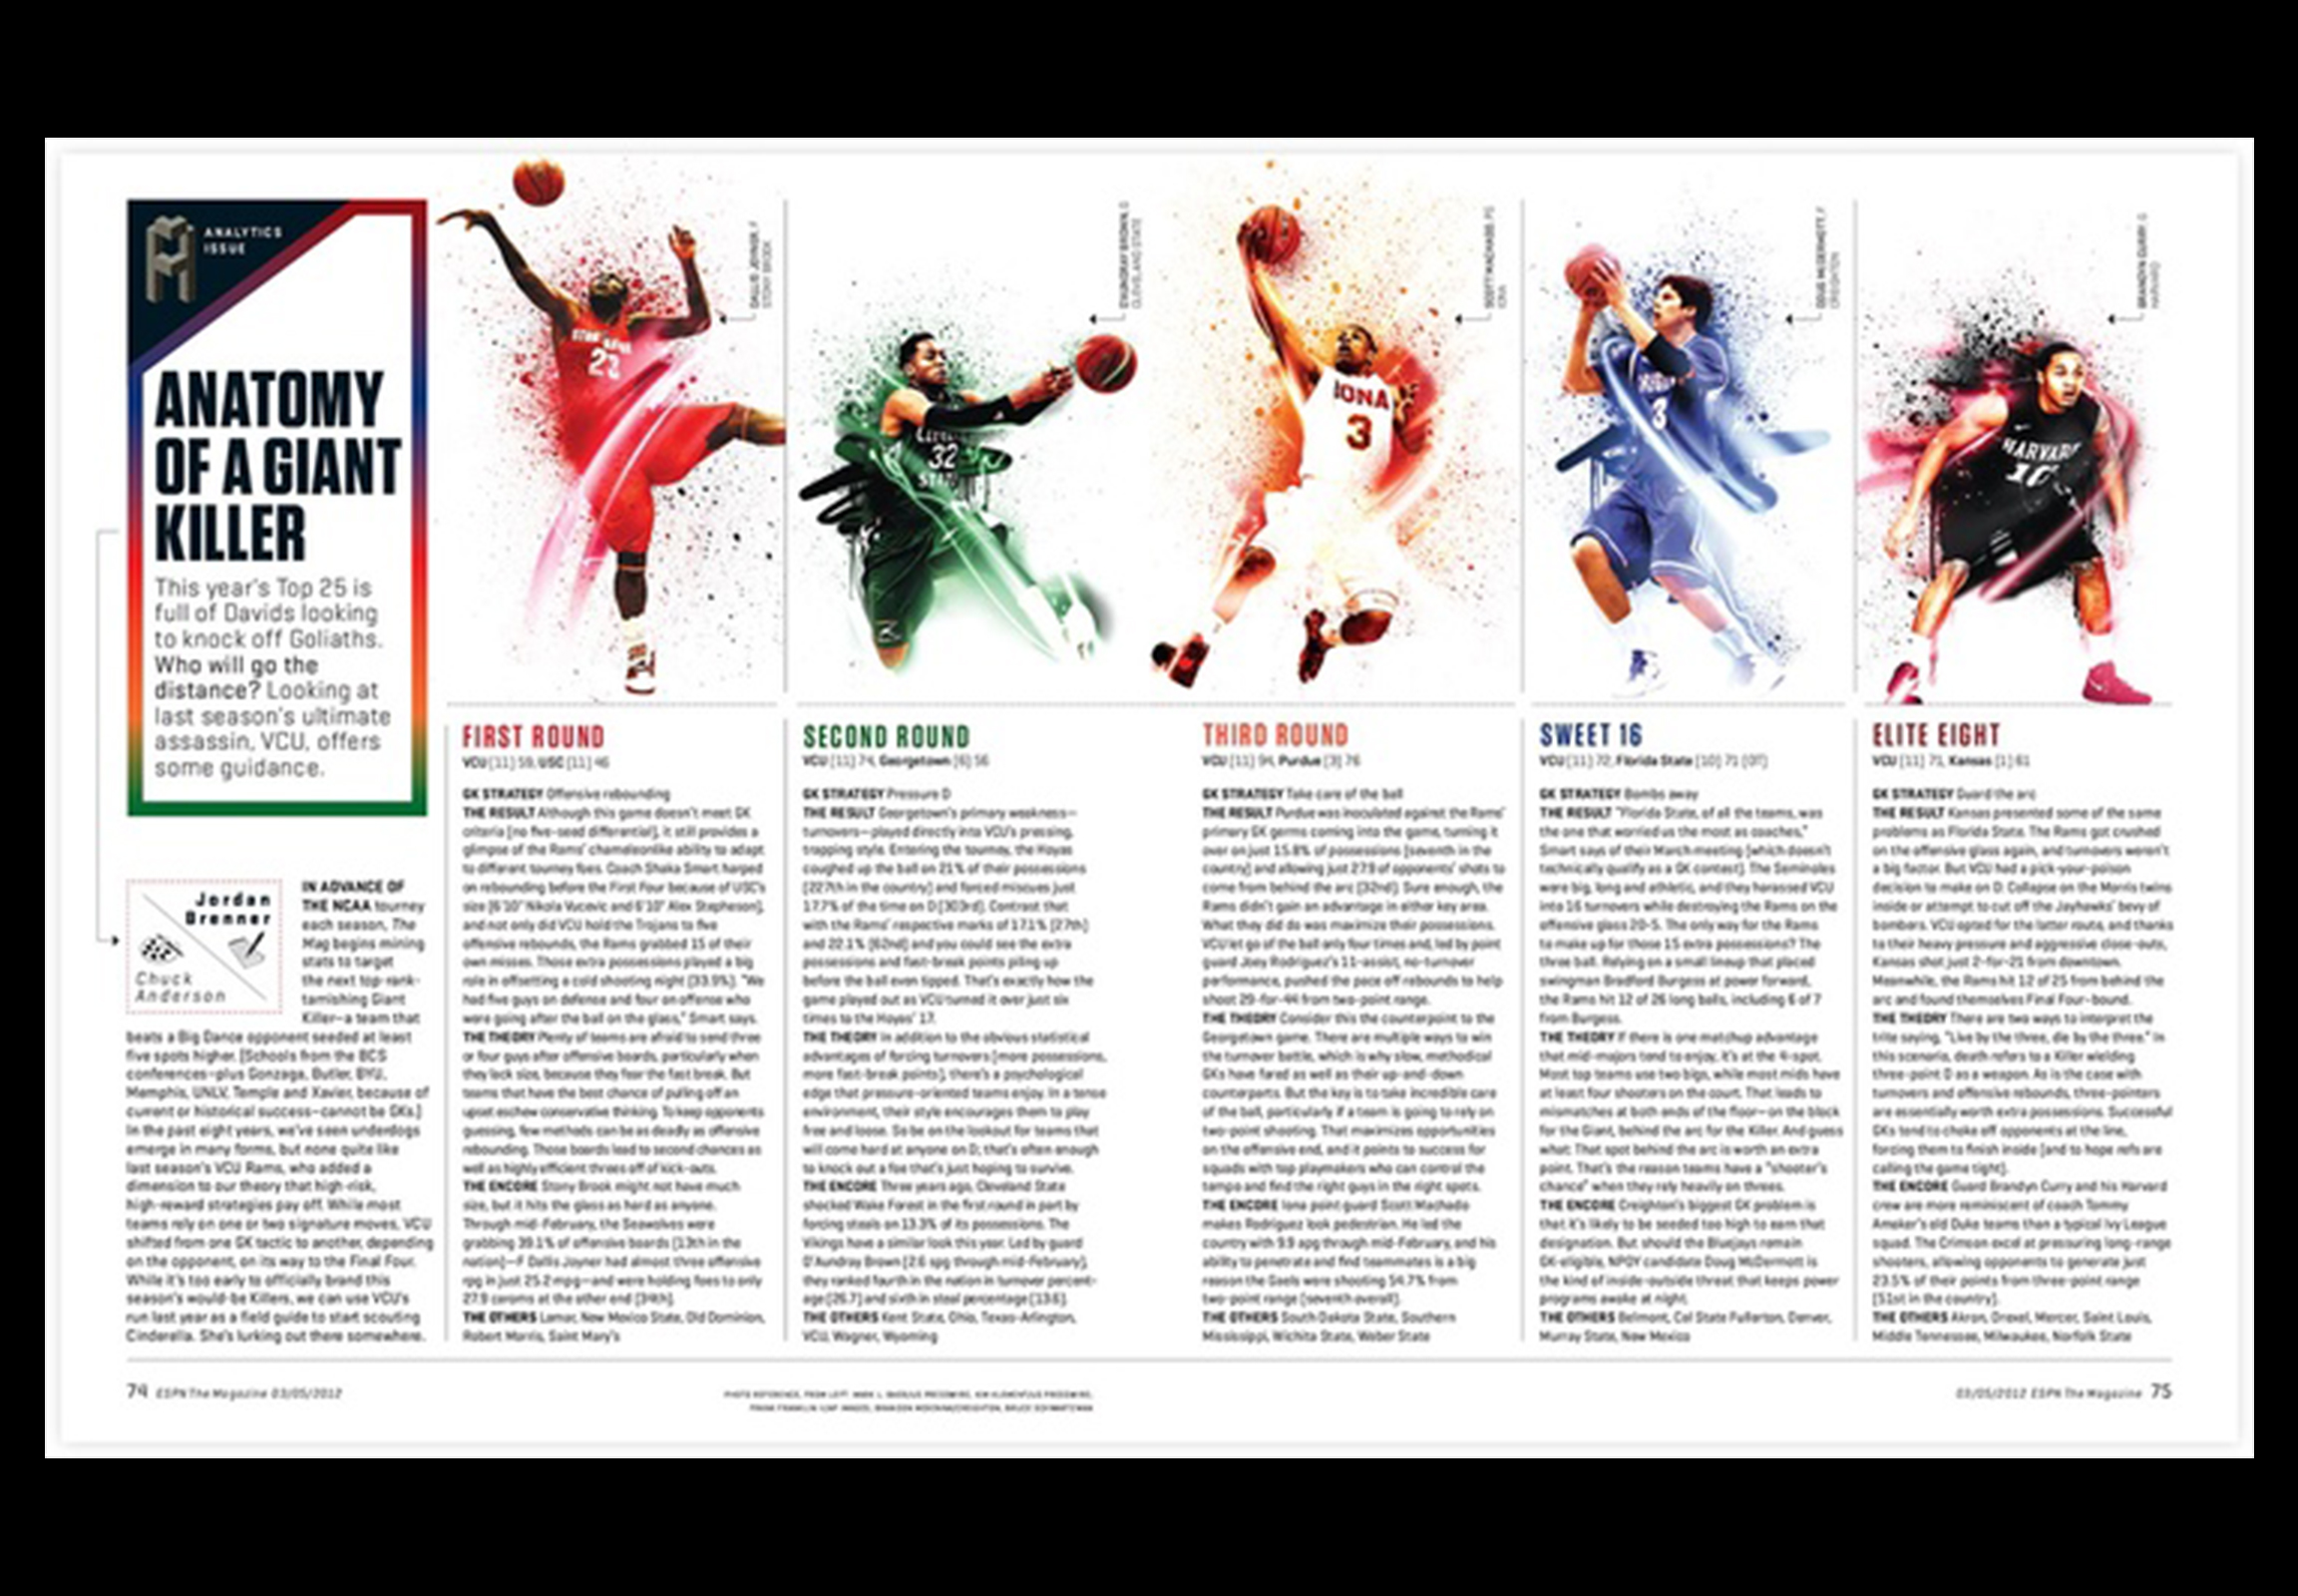 ANALYTICS
ISSUE
ANATOMY
OF A GIANT
KILLER
This year's Top 25 is
full of Davids looking
to knock off Goliaths.
Who will go the
distance? Looking at
last season's ultimate
assassin, VCU, offers
some guidance.
Jordan
Brenner
Chuck
Anderson
IN ADVANCE OF
THE NCAA tourney
each season, The
Mag begins mining
stats to target
the next top-rank-
tarnishing Giant
Killer—a team that
beats a Big Dance opponent seeded at least
five spots higher. [Schools from the BCS
conferences—plus Gonzaga, Butler, BYU,
Memphis, UNLV, Temple and Xavier, because of
current or historical success—cannot be GKs.]
In the past eight years, we've seen underdogs
emerge in many forms, but none quite like
last season's VCU Rams, who added a
dimension to our theory that high-risk,
high-reward strategies pay off. While most
teams rely on one or two signature moves, VCU
shifted from one GK tactic to another, depending
on the opponent, on its way to the Final Four.
While it's too early to officially brand this
season's would-be Killers, we can use VCU's
run last year as a field guide to start scouting
Cinderella. She's lurking out there somewhere.
DALLIS JOYNER, F
STONY BROOK
23
FIRST ROUND
VCU [11] 59, USC [11] 46
GK STRATEGY Offensive rebounding
THE RESULT Although this game doesn't meet GK
criteria [no five-seed differential], it still provides a
glimpse of the Rams' chameleonlike ability to adapt
to different tourney foes. Coach Shaka Smart harped
on rebounding before the First Four because of USC's
size [6'10" Nikola Vucevic and 6'10" Alex Stepheson],
and not only did VCU hold the Trojans to five
offensive rebounds, the Rams grabbed 15 of their
own misses. Those extra possessions played a big
role in offsetting a cold shooting night [33.9%]. "We
had five guys on defense and four on offense who
were going after the ball on the glass," Smart says.
THE THEORY Plenty of teams are afraid to send three
or four guys after offensive boards, particularly when
they lack size, because they fear the fast break. But
teams that have the best chance of pulling off an
upset eschew conservative thinking. To keep opponents
guessing, few methods can be as deadly as offensive
rebounding. Those boards lead to second chances as
well as highly efficient threes off of kick-outs.
THE ENCORE Stony Brook might not have much
size, but it hits the glass as hard as anyone.
Through mid-February, the Seawolves were
grabbing 39.1% of offensive boards [13th in the
nation]—F Dallis Joyner had almost three offensive
rpg in just 25.2 mpg—and were holding foes to only
27.9 caroms at the other end [34th].
THE OTHERS Lamar, New Mexico State, Old Dominion,
Robert Morris, Saint Mary's
D'AUNDRAY BROWN, G
CLEVELAND STATE
32
STATE
SECOND ROUND
VCU [11] 74, Georgetown [6] 56
GK STRATEGY Pressure D
THE RESULT Georgetown's primary weakness—
turnovers—played directly into VCU's pressing,
trapping style. Entering the tourney, the Hoyas
coughed up the ball on 21% of their possessions
[227th in the country] and forced miscues just
17.7% of the time on D [303rd]. Contrast that
with the Rams' respective marks of 17.1% [27th]
and 22.1% [62nd] and you could see the extra
possessions and fast-break points piling up
before the ball even tipped. That's exactly how the
game played out as VCU turned it over just six
times to the Hoyas' 17.
THE THEORY In addition to the obvious statistical
advantages of forcing turnovers [more possessions,
more fast-break points], there's a psychological
edge that pressure-oriented teams enjoy. In a tense
environment, their style encourages them to play
free and loose. So be on the lookout for teams that
will come hard at anyone on D; that's often enough
to knock out a foe that's just hoping to survive.
THE ENCORE Three years ago, Cleveland State
shocked Wake Forest in the first round in part by
forcing steals on 13.3% of its possessions. The
Vikings have a similar look this year. Led by guard
D'Aundray Brown [2.6 spg through mid-February],
they ranked fourth in the nation in turnover percent-
age [26.7] and sixth in steal percentage [13.6].
THE OTHERS Kent State, Ohio, Texas-Arlington,
VCU, Wagner, Wyoming
SCOTT MACHADO, PG
IONA
IONA
3
THIRD ROUND
VCU [11] 94, Purdue [3] 76
GK STRATEGY Take care of the ball
THE RESULT Purdue was inoculated against the Rams'
primary GK germs coming into the game, turning it
over on just 15.8% of possessions [seventh in the
country] and allowing just 27.9 of opponents' shots to
come from behind the arc [32nd]. Sure enough, the
Rams didn't gain an advantage in either key area.
What they did do was maximize their possessions.
VCU let go of the ball only four times and, led by point
guard Joey Rodriguez's 11-assist, no-turnover
performance, pushed the pace off rebounds to help
shoot 29-for-44 from two-point range.
THE THEORY Consider this the counterpoint to the
Georgetown game. There are multiple ways to win
the turnover battle, which is why slow, methodical
GKs have fared as well as their up-and-down
counterparts. But the key is to take incredible care
of the ball, particularly if a team is going to rely on
two-point shooting. That maximizes opportunities
on the offensive end, and it points to success for
squads with top playmakers who can control the
tempo and find the right guys in the right spots.
THE ENCORE Iona point guard Scott Machado
makes Rodriguez look pedestrian. He led the
country with 9.9 apg through mid-February, and his
ability to penetrate and find teammates is a big
reason the Gaels were shooting 54.7% from
two-point range [seventh overall].
THE OTHERS South Dakota State, Southern
Mississippi, Wichita State, Weber State
DOUG MCDERMOTT, F
CREIGHTON
3
SWEET 16
VCU [11] 72, Florida State [10] 71 [OT]
GK STRATEGY Bombs away
THE RESULT "Florida State, of all the teams, was
the one that worried us the most as coaches,"
Smart says of their March meeting [which doesn't
technically qualify as a GK contest]. The Seminoles
were big, long and athletic, and they harassed VCU
into 16 turnovers while destroying the Rams on the
offensive glass 20-5. The only way for the Rams
to make up for those 15 extra possessions? The
three ball. Relying on a small lineup that placed
swingman Bradford Burgess at power forward,
the Rams hit 12 of 26 long balls, including 6 of 7
from Burgess.
THE THEORY If there is one matchup advantage
that mid-majors tend to enjoy, it's at the 4-spot.
Most top teams use two bigs, while most mids have
at least four shooters on the court. That leads to
mismatches at both ends of the floor—on the block
for the Giant, behind the arc for the Killer. And guess
what: That spot behind the arc is worth an extra
point. That's the reason teams have a "shooter's
chance" when they rely heavily on threes.
THE ENCORE Creighton's biggest GK problem is
that it's likely to be seeded too high to earn that
designation. But should the Bluejays remain
GK-eligible, NPOY candidate Doug McDermott is
the kind of inside-outside threat that keeps power
programs awake at night.
THE OTHERS Belmont, Cal State Fullerton, Denver,
Murray State, New Mexico
BRANDYN CURRY, G
HARVARD
HARVARD
10
ELITE EIGHT
VCU [11] 71, Kansas [1] 61
GK STRATEGY Guard the arc
THE RESULT Kansas presented some of the same
problems as Florida State. The Rams got crushed
on the offensive glass again, and turnovers weren't
a big factor. But VCU had a pick-your-poison
decision to make on D: Collapse on the Morris twins
inside or attempt to cut off the Jayhawks' bevy of
bombers. VCU opted for the latter route, and thanks
to their heavy pressure and aggressive close-outs,
Kansas shot just 2-for-21 from downtown.
Meanwhile, the Rams hit 12 of 25 from behind the
arc and found themselves Final Four–bound.
THE THEORY There are two ways to interpret the
trite saying, "Live by the three, die by the three." In
this scenario, death refers to a Killer wielding
three-point D as a weapon. As is the case with
turnovers and offensive rebounds, three-pointers
are essentially worth extra possessions. Successful
GKs tend to choke off opponents at the line,
forcing them to finish inside [and to hope refs are
calling the game tight].
THE ENCORE Guard Brandyn Curry and his Harvard
crew are more reminiscent of coach Tommy
Amaker's old Duke teams than a typical Ivy League
squad. The Crimson excel at pressuring long-range
shooters, allowing opponents to generate just
23.5% of their points from three-point range
[51st in the country].
THE OTHERS Akron, Drexel, Mercer, Saint Louis,
Middle Tennessee, Milwaukee, Norfolk State
74 ESPN The Magazine 03/05/2012
03/05/2012 ESPN The Magazine 75